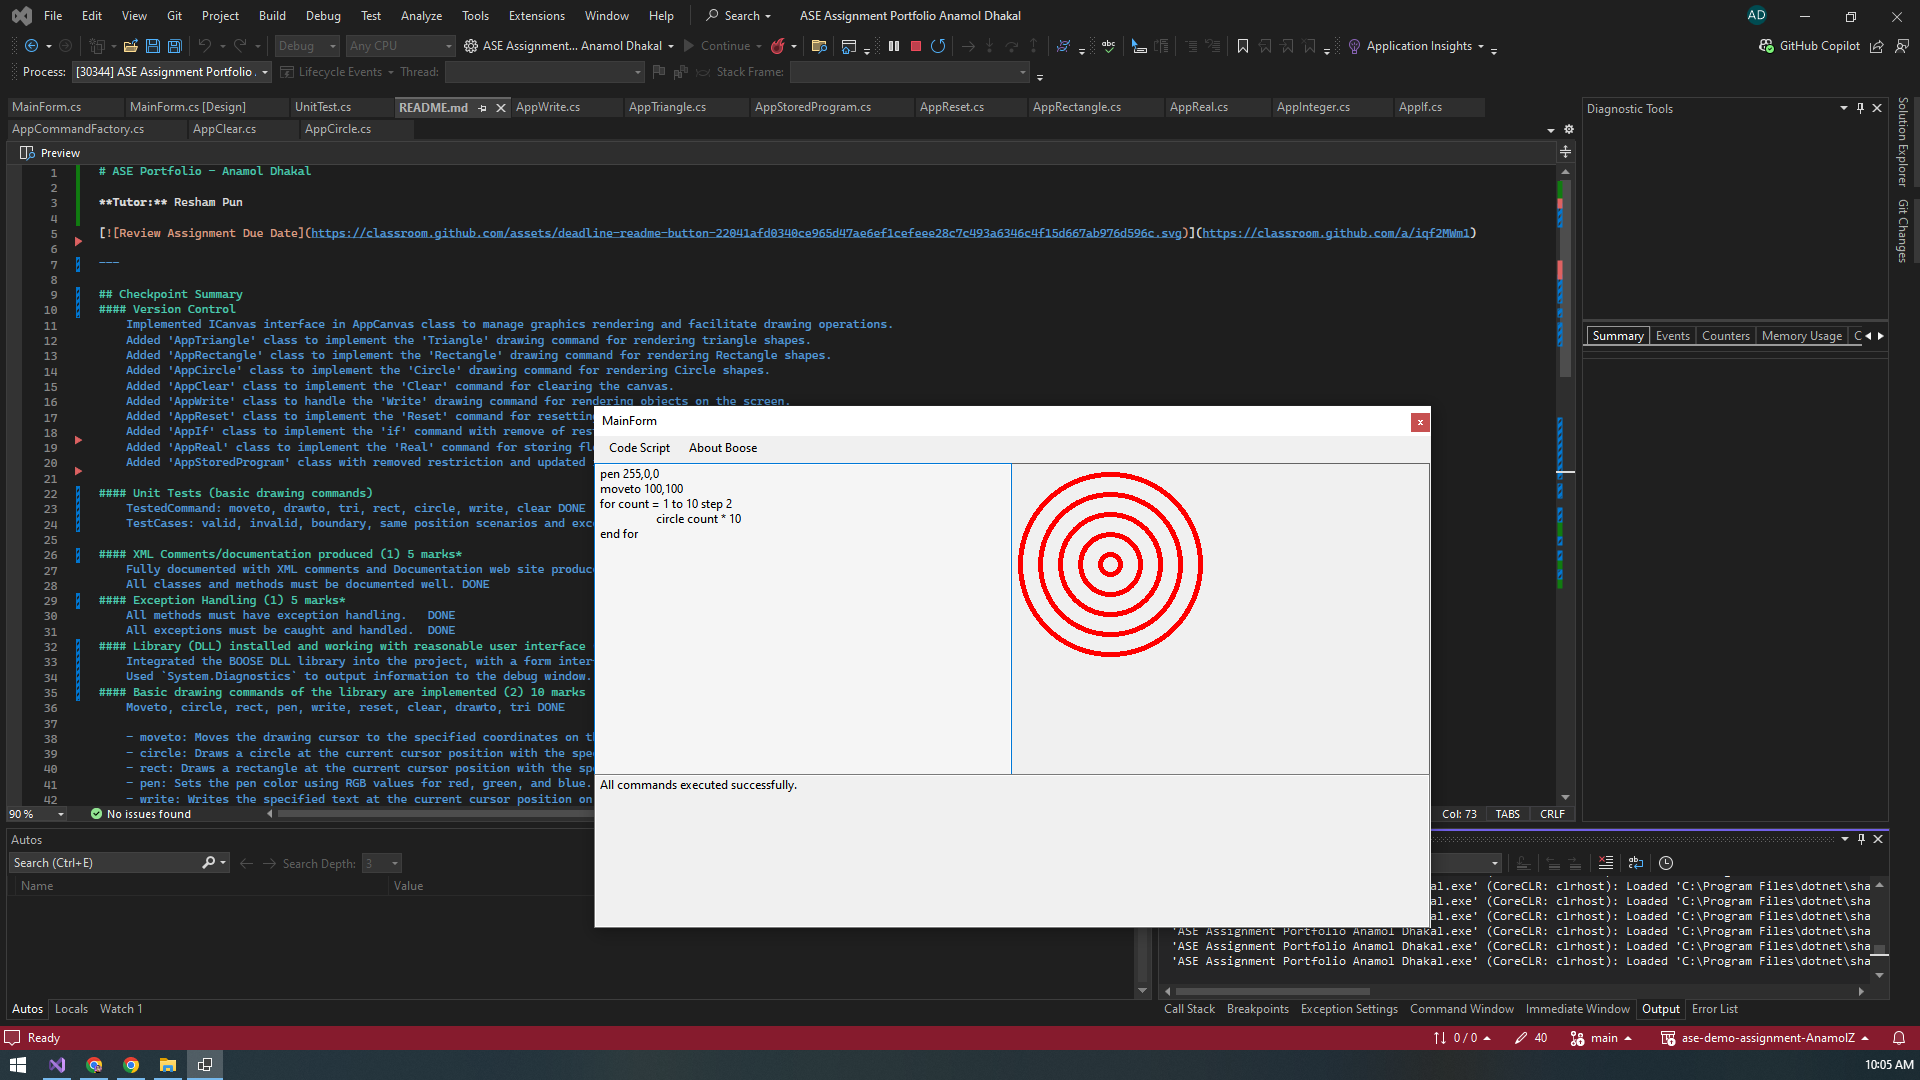 File Edit View Git Project Build Debug Test Analyze Tools Extensions Window Help Search ASE Assignment Portfolio Anamol Dhakal AD
Debug Any CPU ASE Assignment... Anamol Dhakal Continue Application Insights GitHub Copilot
Process: [30344] ASE Assignment Portfolio . Lifecycle Events Thread: Stack Frame:
MainForm.cs MainForm.cs [Design] UnitTest.cs README.md AppWrite.cs AppTriangle.cs AppStoredProgram.cs AppReset.cs AppRectangle.cs AppReal.cs AppInteger.cs AppIf.cs
AppCommandFactory.cs AppClear.cs AppCircle.cs
Preview
1 # ASE Portfolio - Anamol Dhakal
2
3 **Tutor:** Resham Pun
4
5 [![Review Assignment Due Date](https://classroom.github.com/assets/deadline-readme-button-22041afd0340ce965d47ae6ef1cefeee28c7c493a6346c4f15d667ab976d596c.svg)](https://classroom.github.com/a/iqf2MWm1)
6
7 ---
8
9 ## Checkpoint Summary
10 #### Version Control
11 Implemented ICanvas interface in AppCanvas class to manage graphics rendering and facilitate drawing operations.
12 Added 'AppTriangle' class to implement the 'Triangle' drawing command for rendering triangle shapes.
13 Added 'AppRectangle' class to implement the 'Rectangle' drawing command for rendering Rectangle shapes.
14 Added 'AppCircle' class to implement the 'Circle' drawing command for rendering Circle shapes.
15 Added 'AppClear' class to implement the 'Clear' command for clearing the canvas.
16 Added 'AppWrite' class to handle the 'Write' drawing command for rendering objects on the screen.
17 Added 'AppReset' class to implement the 'Reset' command for resettin
18 Added 'AppIf' class to implement the 'if' command with remove of res
19 Added 'AppReal' class to implement the 'Real' command for storing fl
20 Added 'AppStoredProgram' class with removed restriction and updated
21
22 #### Unit Tests (basic drawing commands)
23 TestedCommand: moveto, drawto, tri, rect, circle, write, clear DONE
24 TestCases: valid, invalid, boundary, same position scenarios and exc
25
26 #### XML Comments/documentation produced (1) 5 marks*
27 Fully documented with XML comments and Documentation web site produc
28 All classes and methods must be documented well. DONE
29 #### Exception Handling (1) 5 marks*
30 All methods must have exception handling. DONE
31 All exceptions must be caught and handled. DONE
32 #### Library (DLL) installed and working with reasonable user interface
33 Integrated the BOOSE DLL library into the project, with a form inter
34 Used `System.Diagnostics` to output information to the debug window.
35 #### Basic drawing commands of the library are implemented (2) 10 marks
36 Moveto, circle, rect, pen, write, reset, clear, drawto, tri DONE
37
38 - moveto: Moves the drawing cursor to the specified coordinates on th
39 - circle: Draws a circle at the current cursor position with the spe
40 - rect: Draws a rectangle at the current cursor position with the sp
41 - pen: Sets the pen color using RGB values for red, green, and blue.
42 - write: Writes the specified text at the current cursor position on
90 % No issues found Col: 73 TABS CRLF
MainForm x
Code Script About Boose
pen 255,0,0
moveto 100,100
for count = 1 to 10 step 2
circle count * 10
end for
All commands executed successfully.
Diagnostic Tools
Summary Events Counters Memory Usage C
Solution Explorer
Git Changes
Autos
Search (Ctrl+E) Search Depth: 3
Name Value
Autos Locals Watch 1
al.exe' (CoreCLR: clrhost): Loaded 'C:\Program Files\dotnet\sha
al.exe' (CoreCLR: clrhost): Loaded 'C:\Program Files\dotnet\sha
al.exe' (CoreCLR: clrhost): Loaded 'C:\Program Files\dotnet\sha
'ASE Assignment Portfolio Anamol Dhakal.exe' (CoreCLR: clrhost): Loaded 'C:\Program Files\dotnet\sha
'ASE Assignment Portfolio Anamol Dhakal.exe' (CoreCLR: clrhost): Loaded 'C:\Program Files\dotnet\sha
'ASE Assignment Portfolio Anamol Dhakal.exe' (CoreCLR: clrhost): Loaded 'C:\Program Files\dotnet\sha
Call Stack Breakpoints Exception Settings Command Window Immediate Window Output Error List
Ready 0 / 0 40 main ase-demo-assignment-AnamolZ
10:05 AM